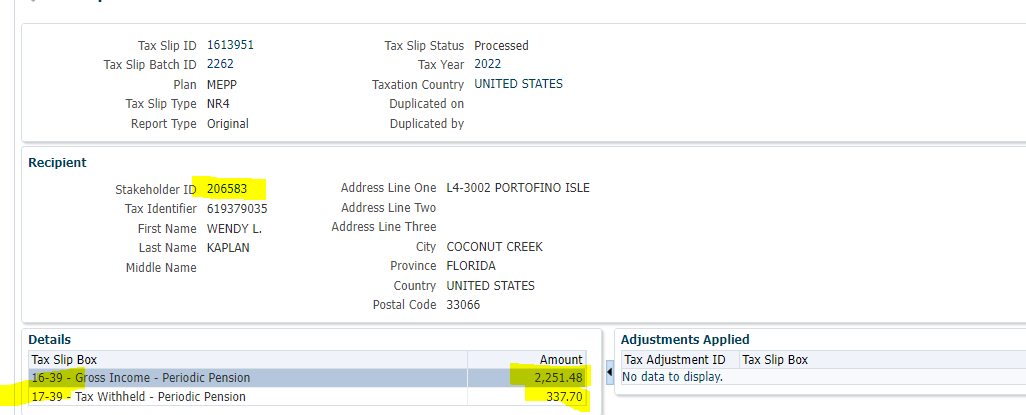 Tax Slip ID 1613951 Tax Slip Status Processed
Tax Slip Batch ID 2262 Tax Year 2022
Plan MEPP Taxation Country UNITED STATES
Tax Slip Type NR4 Duplicated on
Report Type Original Duplicated by
Recipient
Stakeholder ID 206583 Address Line One L4-3002 PORTOFINO ISLE
Tax Identifier 619379035 Address Line Two
First Name WENDY L. Address Line Three
Last Name KAPLAN City COCONUT CREEK
Middle Name Province FLORIDA
Country UNITED STATES
Postal Code 33066
Details Adjustments Applied
Tax Slip Box Amount Tax Adjustment ID Tax Slip Box
16-39 - Gross Income - Periodic Pension 2,251.48 No data to display.
17-39 - Tax Withheld - Periodic Pension 337.70